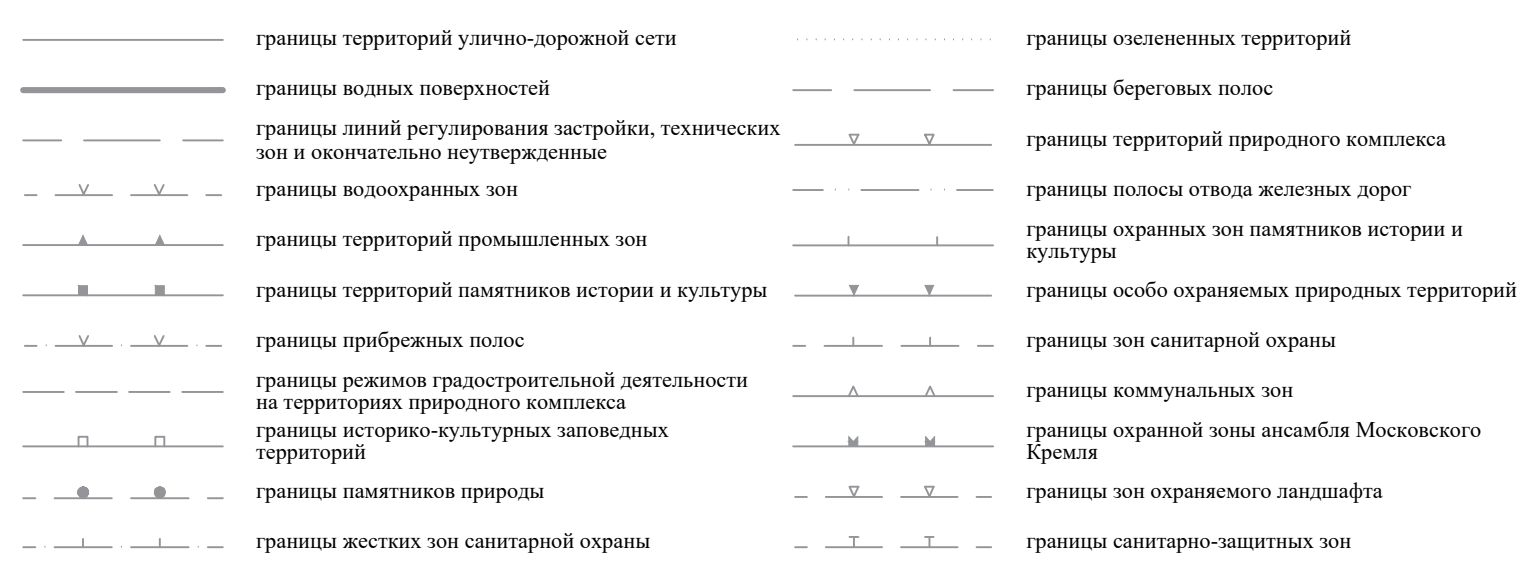 границы территорий улично-дорожной сети
границы водных поверхностей
границы линий регулирования застройки, технических
зон и окончательно неутвержденные
границы водоохранных зон
границы территорий промышленных зон
границы территорий памятников истории и культуры
границы прибрежных полос
границы режимов градостроительной деятельности
на территориях природного комплекса
границы историко-культурных заповедных
территорий
границы памятников природы
границы жестких зон санитарной охраны
границы озелененных территорий
границы береговых полос
границы территорий природного комплекса
границы полосы отвода железных дорог
границы охранных зон памятников истории и
культуры
границы особо охраняемых природных территорий
границы зон санитарной охраны
границы коммунальных зон
границы охранной зоны ансамбля Московского
Кремля
границы зон охраняемого ландшафта
границы санитарно-защитных зон